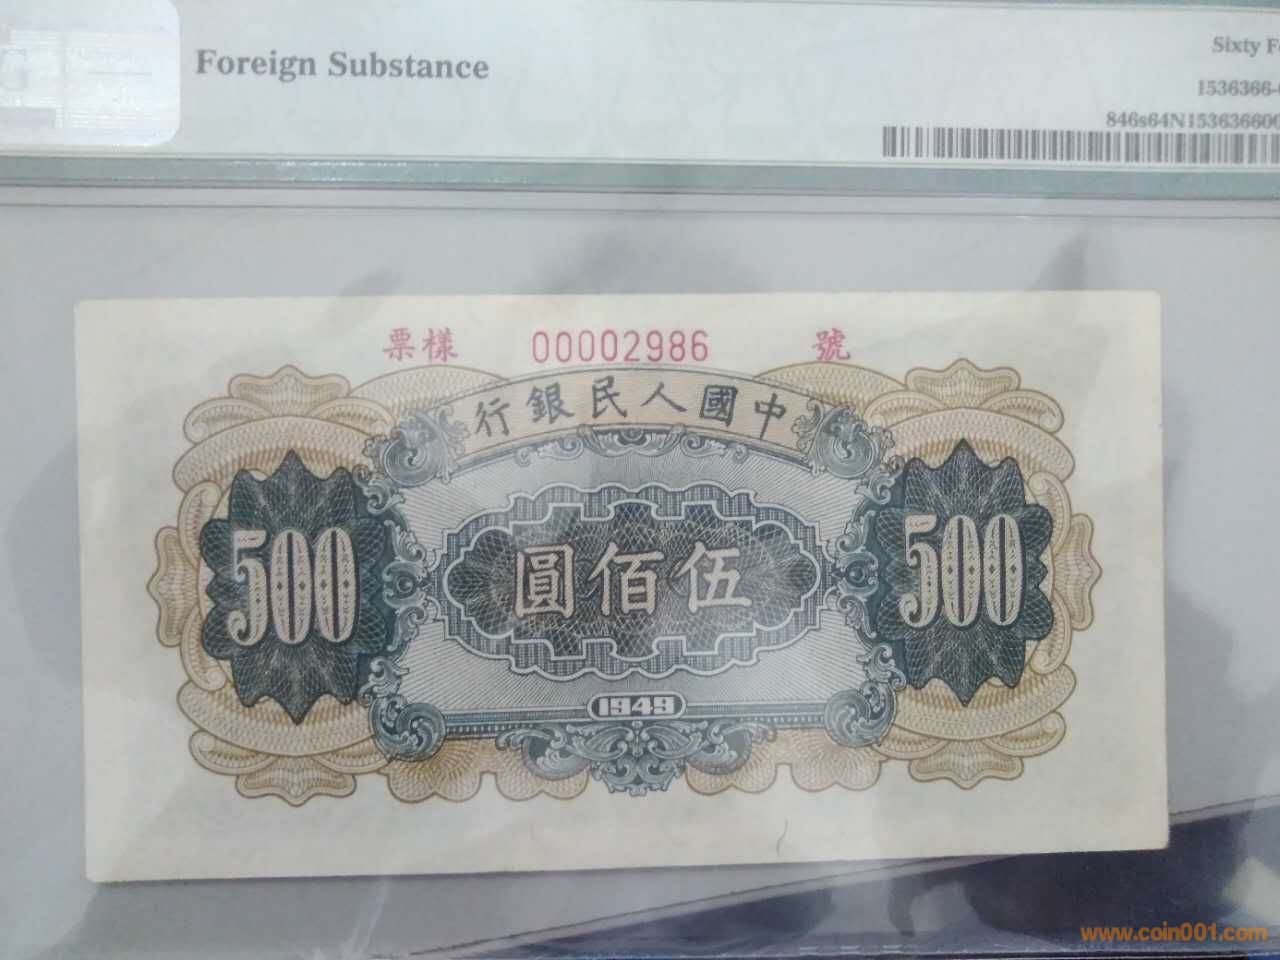 Foreign Substance
Sixty
1536366-
846s64N15363660
樣票 00002986 號
中國人民銀行
500
伍佰圓
500
1949
www.coin001.com